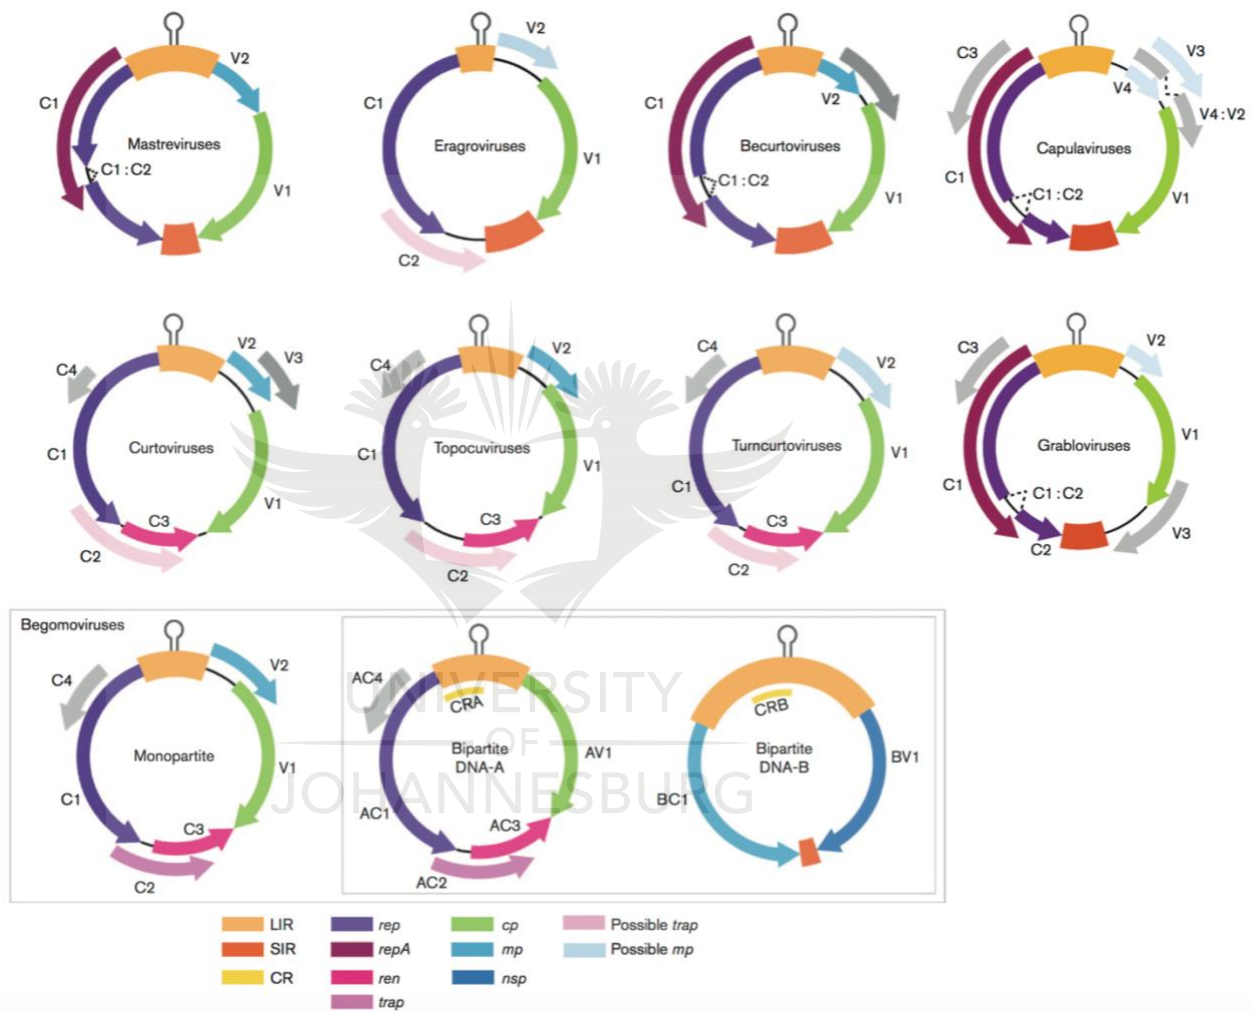 V2
C1
Mastreviruses
C1 : C2
V1
V2
C1
Eragroviruses
V1
C2
C1
V2
Becurtoviruses
C1 : C2
V1
C3
V3
V4
V4 : V2
Capulaviruses
C1
C1 : C2
V1
C4
V2
V3
Curtoviruses
C1
V1
C3
C2
C4
V2
Topocuviruses
C1
V1
C3
C2
C4
V2
Turncurtoviruses
V1
C1
C3
C2
C3
V2
Grabloviruses
V1
C1
C1 : C2
C2
V3
Begomoviruses
C4
V2
Monopartite
V1
C1
C3
C2
AC4
CRA
Bipartite
DNA-A
AV1
AC1
AC3
AC2
CRB
Bipartite
DNA-B
BV1
BC1
UNIVERSITY
OF
JOHANNESBURG
LIR
rep
cp
Possible trap
SIR
repA
mp
Possible mp
CR
ren
nsp
trap